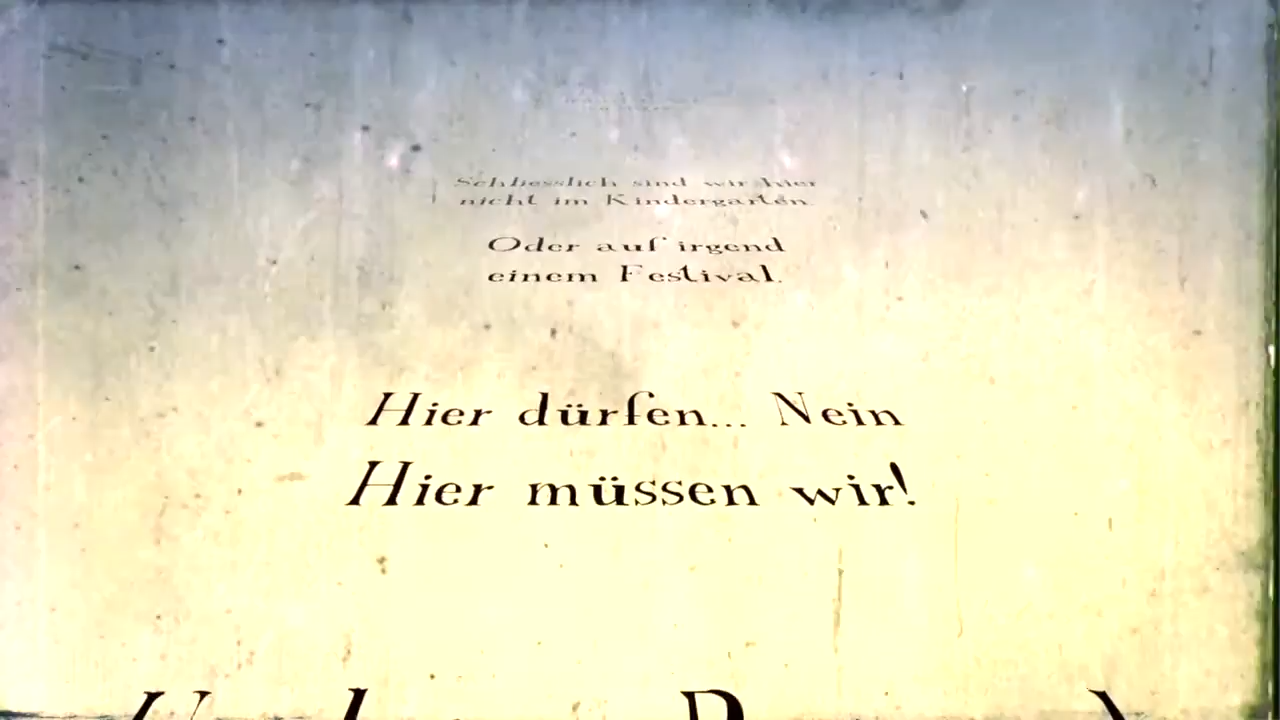 Schliesslich sind wir hier
nicht im Kindergarten.
Oder auf irgend
einem Festival.
Hier dürfen... Nein
Hier müssen wir!